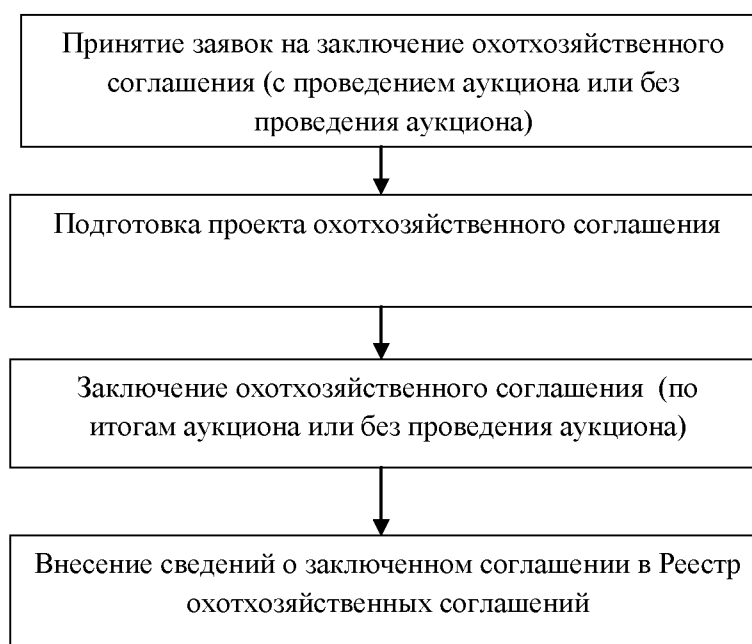 Принятие заявок на заключение охотхозяйственного
соглашения (с проведением аукциона или без
проведения аукциона)
Подготовка проекта охотхозяйственного соглашения
Заключение охотхозяйственного соглашения (по
итогам аукциона или без проведения аукциона)
Внесение сведений о заключенном соглашении в Реестр
охотхозяйственных соглашений